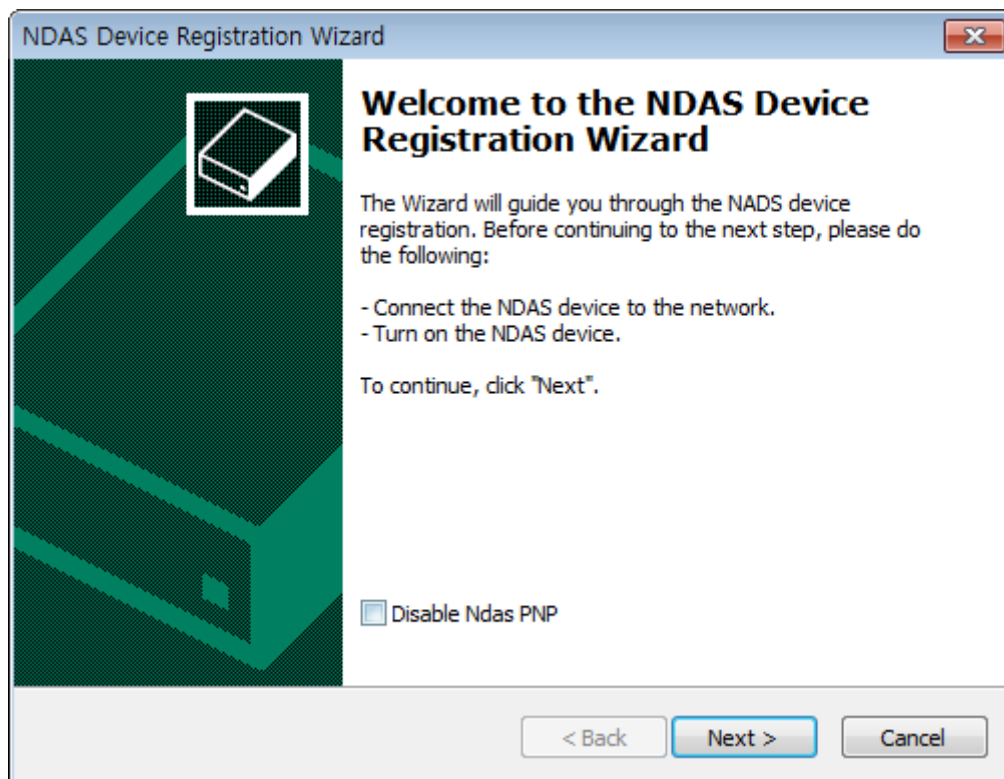 NDAS Device Registration Wizard
Welcome to the NDAS Device
Registration Wizard
The Wizard will guide you through the NADS device
registration. Before continuing to the next step, please do
the following:
- Connect the NDAS device to the network.
- Turn on the NDAS device.
To continue, click "Next".
Disable Ndas PNP
< Back Next > Cancel